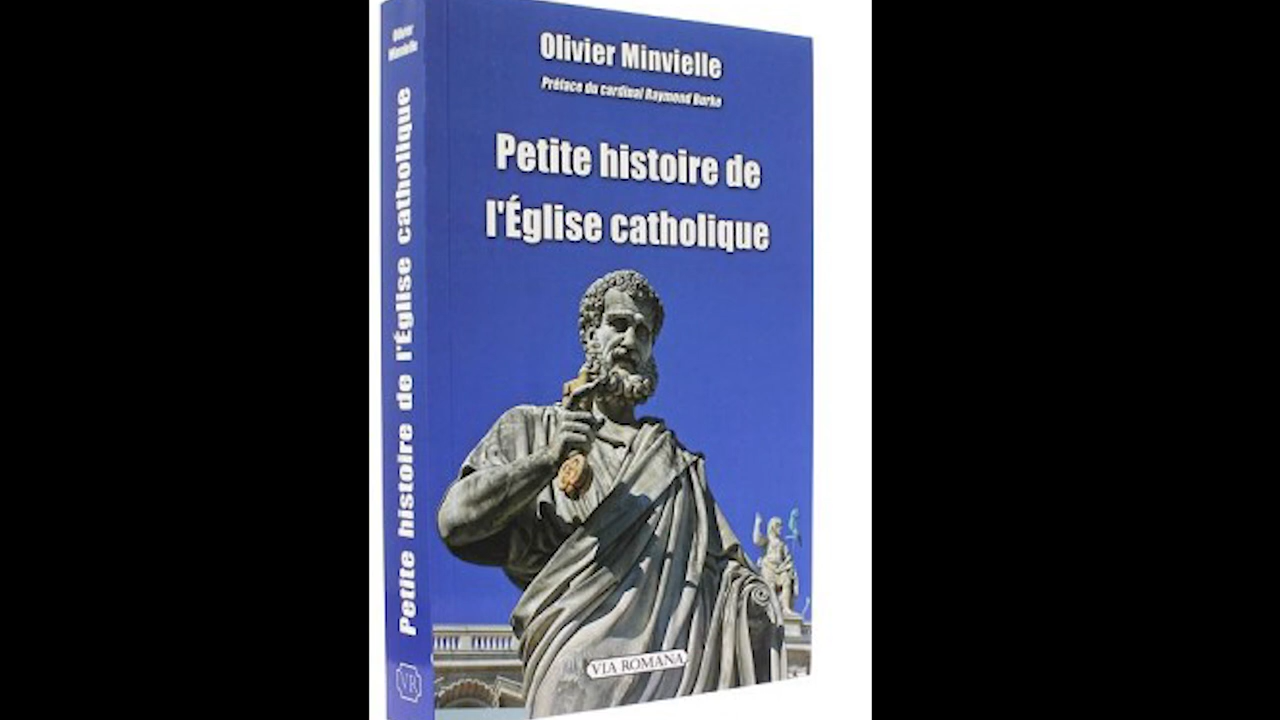 Olivier Minvielle
Préface du cardinal Raymond Burke
Petite histoire de
l'Église catholique
VIA ROMANA
Olivier
Minvielle
Petite histoire de l'Église catholique
VR